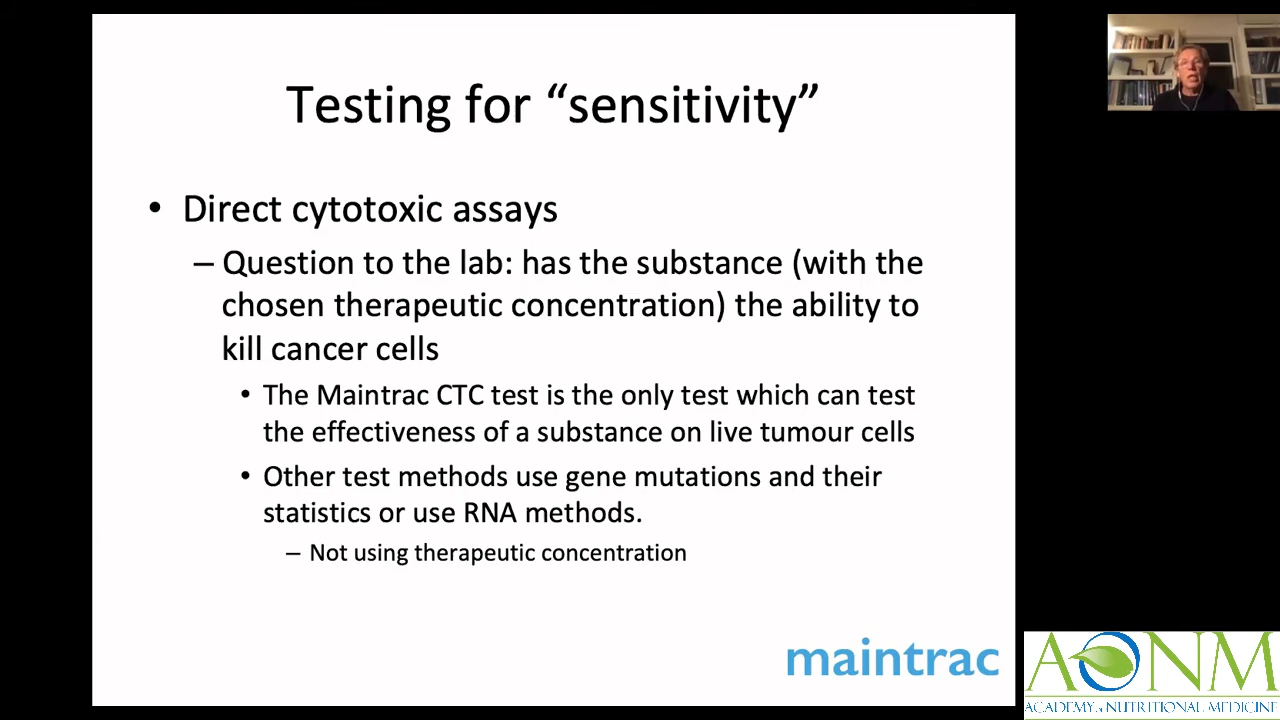 Testing for “sensitivity”
• Direct cytotoxic assays
– Question to the lab: has the substance (with the
chosen therapeutic concentration) the ability to
kill cancer cells
• The Maintrac CTC test is the only test which can test
the effectiveness of a substance on live tumour cells
• Other test methods use gene mutations and their
statistics or use RNA methods.
– Not using therapeutic concentration
maintrac
AONM
ACADEMY of NUTRITIONAL MEDICINE